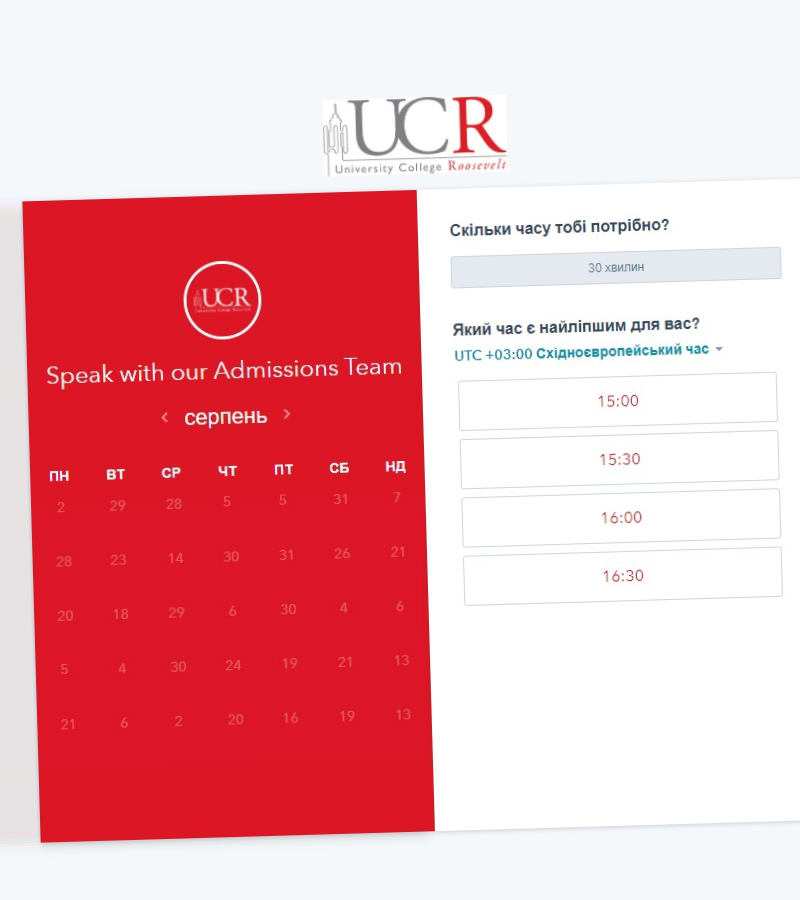 UCR
University College Roosevelt
UCR
Speak with our Admissions Team
серпень
ПН ВТ СР ЧТ ПТ СБ НД
2 29 28 5 5 31 7
28 23 14 30 31 26 21
20 18 29 6 30 4 6
5 4 30 24 19 21 13
21 6 2 20 16 19 13
Скільки часу тобі потрібно?
30 хвилин
Який час є найліпшим для вас?
UTC +03:00 Східноєвропейський час
15:00
15:30
16:00
16:30